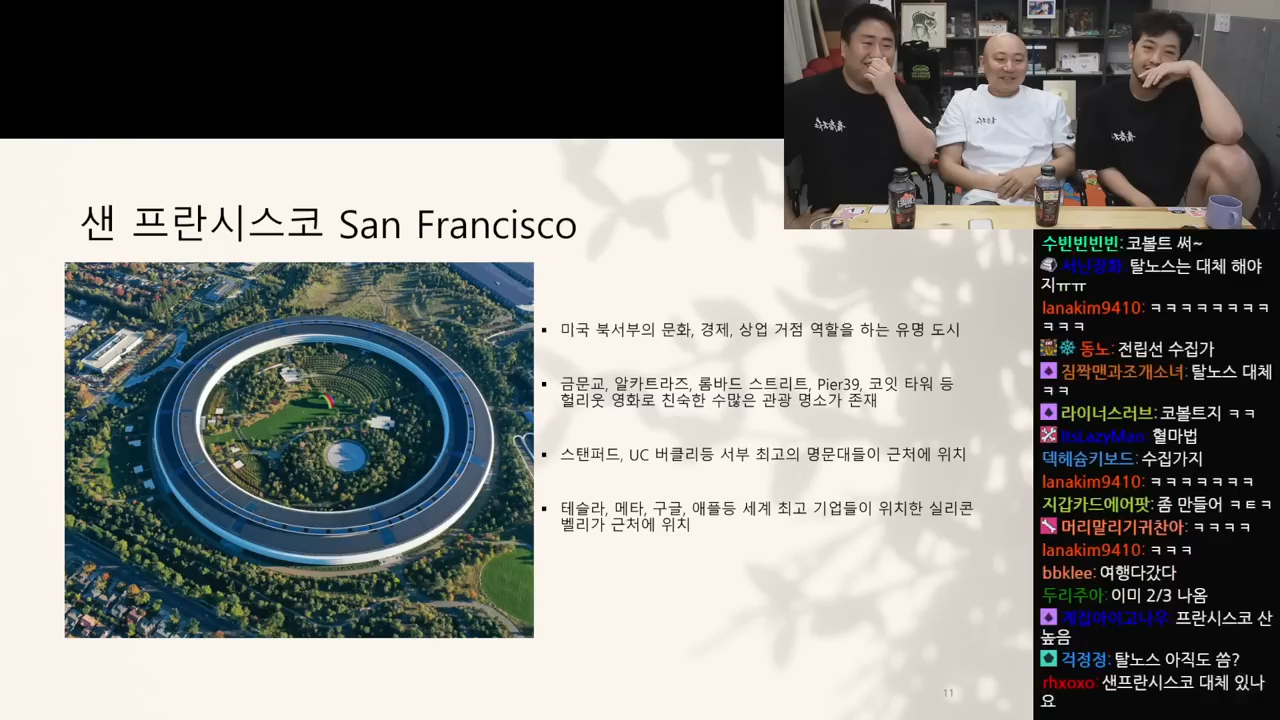 샌 프란시스코 San Francisco
▪ 미국 북서부의 문화, 경제, 상업 거점 역할을 하는 유명 도시
▪ 금문교, 알카트라즈, 롬바드 스트리트, Pier39, 코잇 타워 등
헐리웃 영화로 친숙한 수많은 관광 명소가 존재
▪ 스탠퍼드, UC 버클리등 서부 최고의 명문대들이 근처에 위치
▪ 테슬라, 메타, 구글, 애플등 세계 최고 기업들이 위치한 실리콘
벨리가 근처에 위치
11
수빈빈빈빈: 코볼트 써~
서닌강화: 탈노스는 대체 해야
지ㅠㅠ
lanakim9410: ㅋㅋㅋㅋㅋㅋㅋㅋ
ㅋㅋㅋ
동노: 전립선 수집가
짐짝맨과조개소녀: 탈노스 대체
ㅋㅋ
라이너스러브: 코볼트지 ㅋㅋ
ItsLazyMan: 혈마법
덱헤슘키보드: 수집가지
lanakim9410: ㅋㅋㅋㅋㅋㅋㅋ
지갑카드에어팟: 좀 만들어 ㅋㅌㅋ
머리말리기귀찬아: ㅋㅋㅋㅋ
lanakim9410: ㅋㅋㅋ
bbklee: 여행다갔다
두리주아: 이미 2/3 나옴
프란시스코 산
높음
걱정정: 탈노스 아직도 씀?
rhxoxo: 샌프란시스코 대체 있나
요